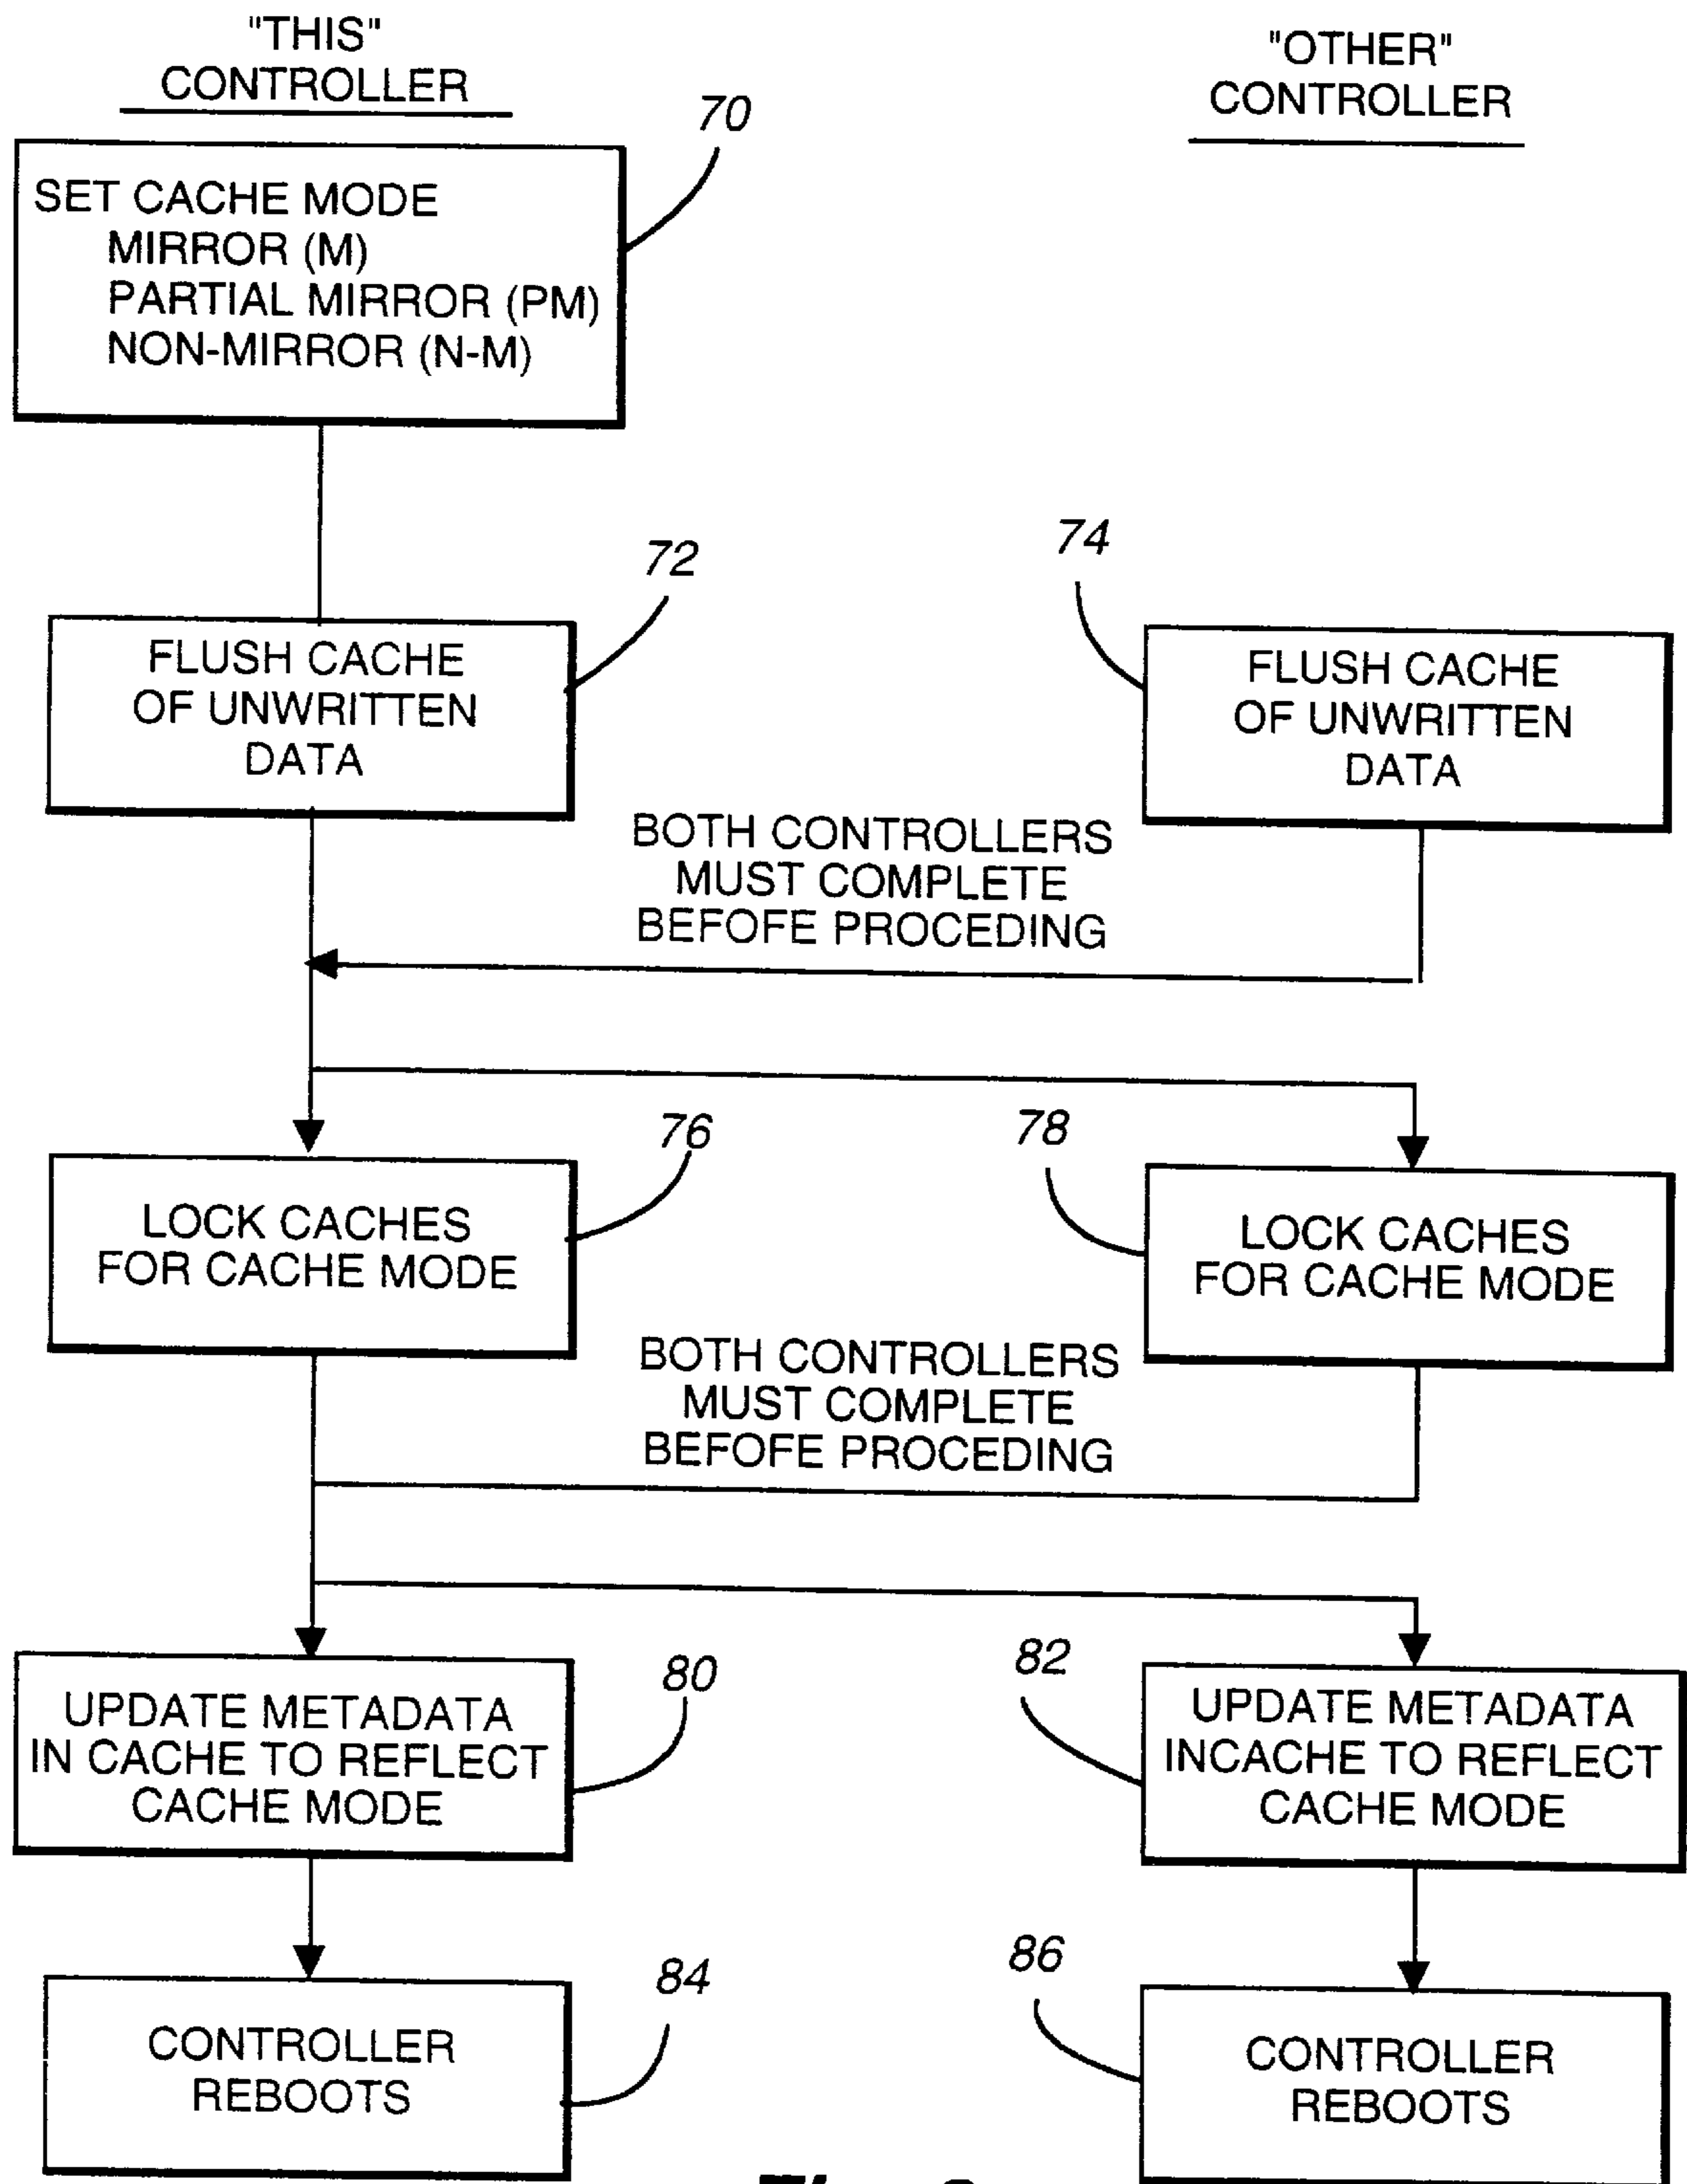 "THIS"
CONTROLLER
"OTHER"
CONTROLLER
70
SET CACHE MODE
MIRROR (M)
PARTIAL MIRROR (PM)
NON-MIRROR (N-M)
72
74
FLUSH CACHE
OF UNWRITTEN
DATA
FLUSH CACHE
OF UNWRITTEN
DATA
BOTH CONTROLLERS
MUST COMPLETE
BEFOFE PROCEDING
76
78
LOCK CACHES
FOR CACHE MODE
LOCK CACHES
FOR CACHE MODE
BOTH CONTROLLERS
MUST COMPLETE
BEFOFE PROCEDING
80
82
UPDATE METADATA
IN CACHE TO REFLECT
CACHE MODE
UPDATE METADATA
INCACHE TO REFLECT
CACHE MODE
84
86
CONTROLLER
REBOOTS
CONTROLLER
REBOOTS